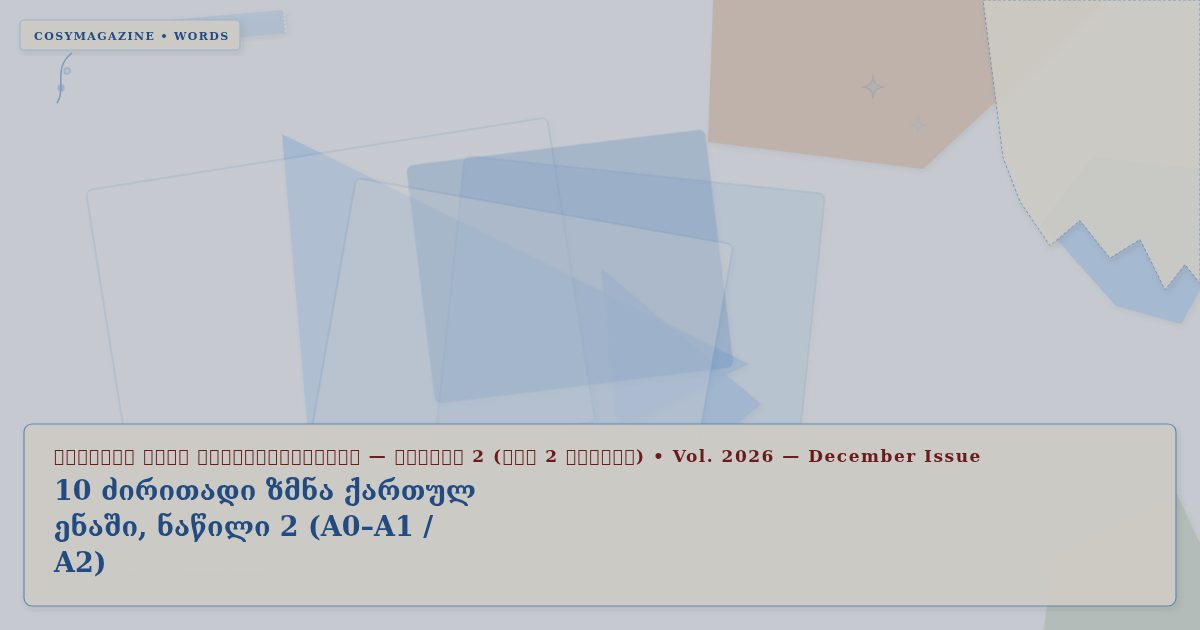 COSYMAGAZINE • WORDS
— 2 ( 2 ) • Vol. 2026 — December Issue
10 ძირითადი ზმნა ქართულ
ენაში, ნაწილი 2 (A0–A1 /
A2)